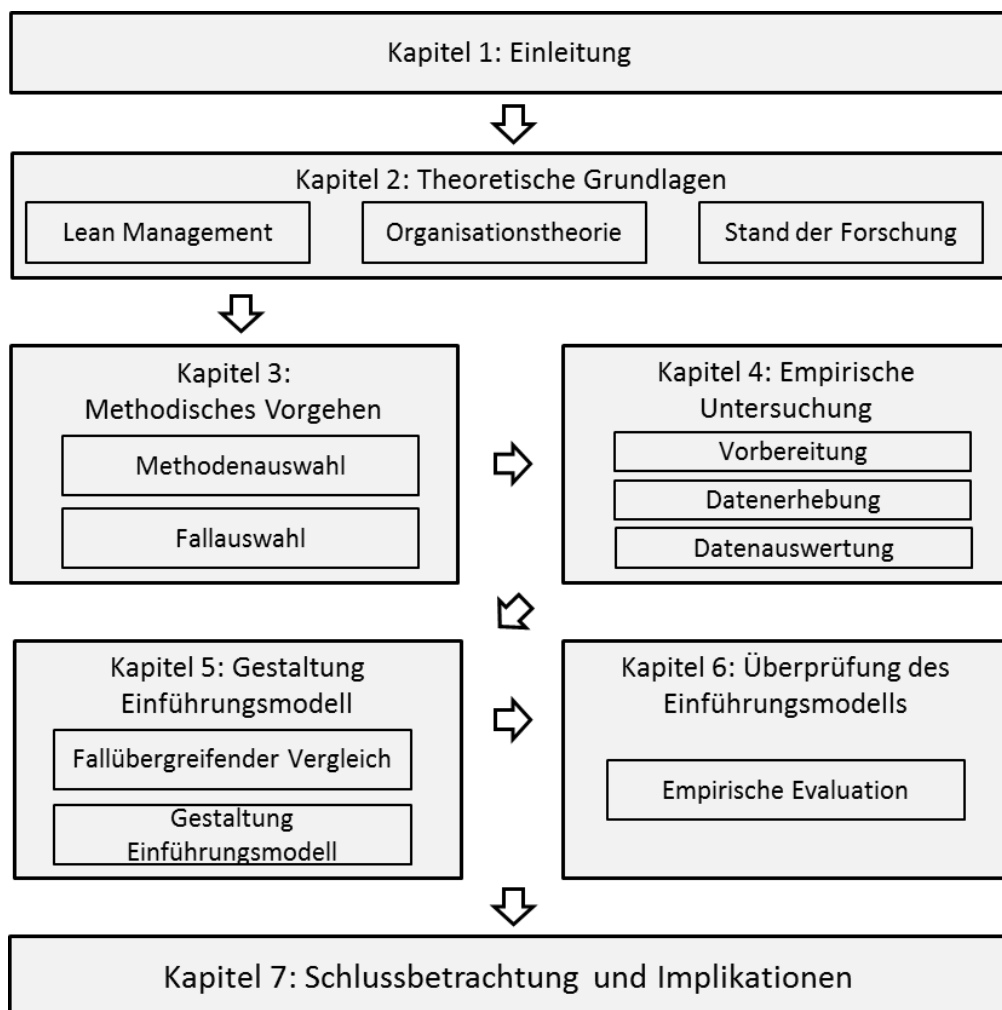 Kapitel 1: Einleitung
Kapitel 2: Theoretische Grundlagen
Lean Management
Organisationstheorie
Stand der Forschung
Kapitel 3:
Methodisches Vorgehen
Methodenauswahl
Fallauswahl
Kapitel 4: Empirische
Untersuchung
Vorbereitung
Datenerhebung
Datenauswertung
Kapitel 5: Gestaltung
Einführungsmodell
Fallübergreifender Vergleich
Gestaltung
Einführungsmodell
Kapitel 6: Überprüfung des
Einführungsmodells
Empirische Evaluation
Kapitel 7: Schlussbetrachtung und Implikationen